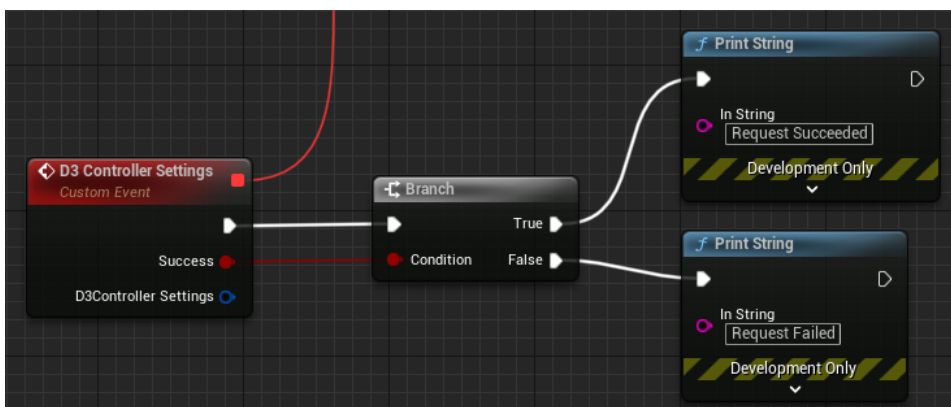 Print String
In String
Request Succeeded
Development Only
D3 Controller Settings
Custom Event
Success
D3Controller Settings
Branch
True
Condition
False
Print String
In String
Request Failed
Development Only